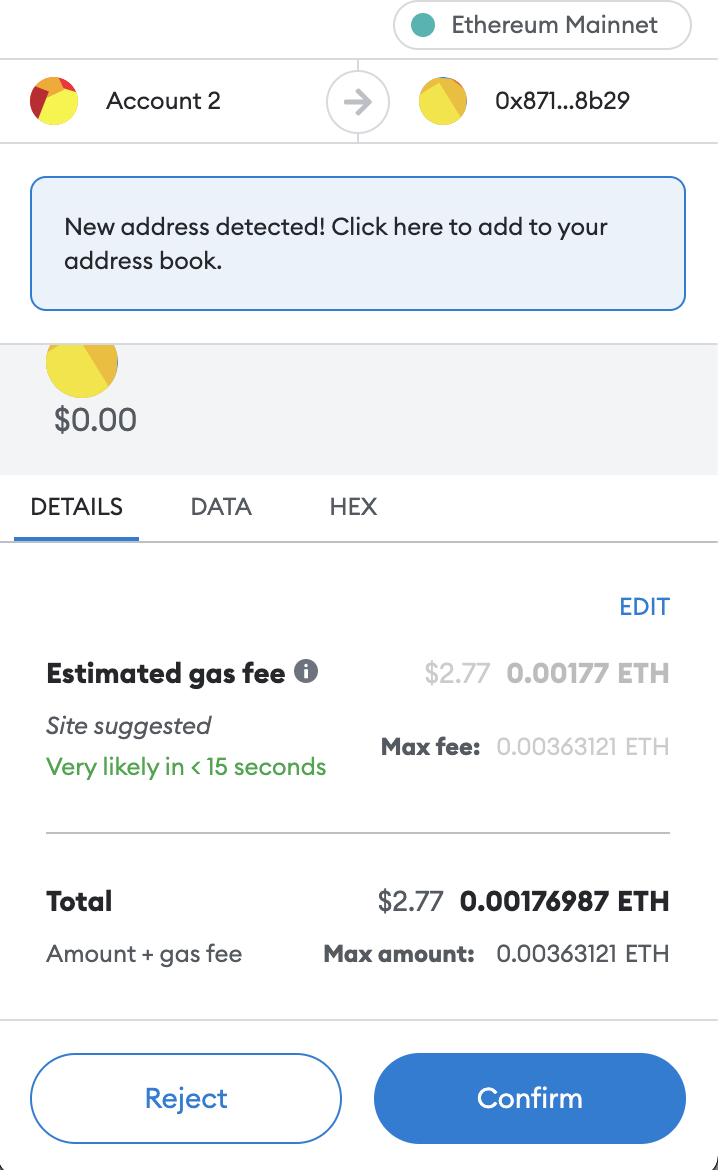 Ethereum Mainnet
Account 2
0x871...8b29
New address detected! Click here to add to your
address book.
$0.00
DETAILS DATA HEX
EDIT
Estimated gas fee $2.77 0.00177 ETH
Site suggested
Max fee: 0.00363121 ETH
Very likely in < 15 seconds
Total $2.77 0.00176987 ETH
Amount + gas fee Max amount: 0.00363121 ETH
Reject Confirm